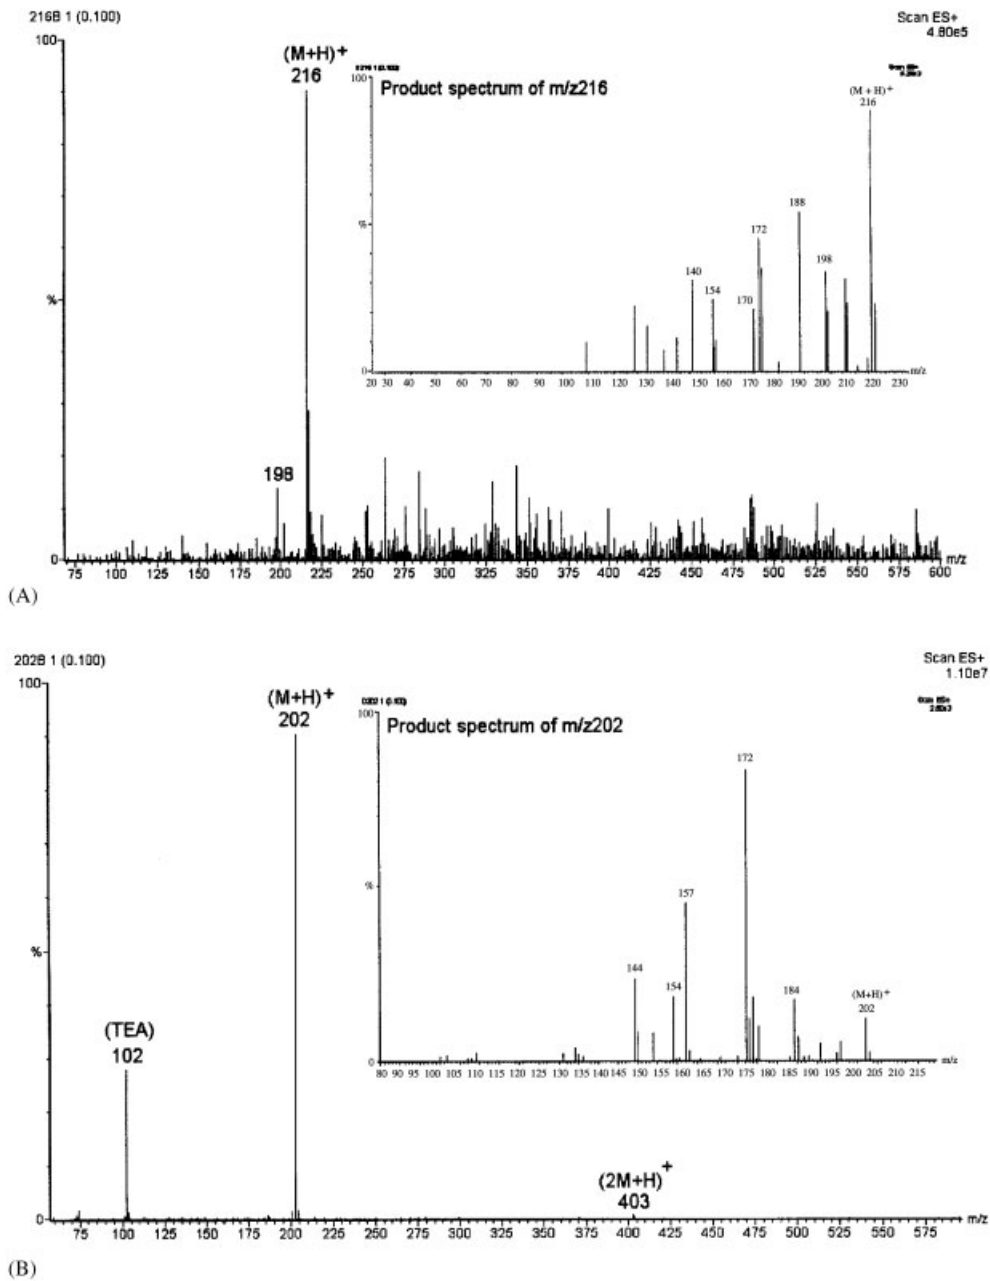 216B 1 (0.100)
Scan ES+
4.80e5
100
(M+H)+
216
100
Product spectrum of m/z216
(M + H)+
216
188
172
%
198
140
154
170
0
20 30 40 50 60 70 80 90 100 110 120 130 140 150 160 170 180 190 200 210 220 230 m/z
%
198
0
75 100 125 150 175 200 225 250 275 300 325 350 375 400 425 450 475 500 525 550 575 600 m/z
(A)
202B 1 (0.100)
Scan ES+
1.10e7
100
(M+H)+
202
100
Product spectrum of m/z202
172
%
157
144
154
184
(M+H)+
202
0
80 90 95 100 105 110 115 120 125 130 135 140 145 150 155 160 165 170 175 180 185 190 195 200 205 210 215 m/z
%
(TEA)
102
(2M+H)+
403
0
75 100 125 150 175 200 225 250 275 300 325 350 375 400 425 450 475 500 525 550 575 m/z
(B)